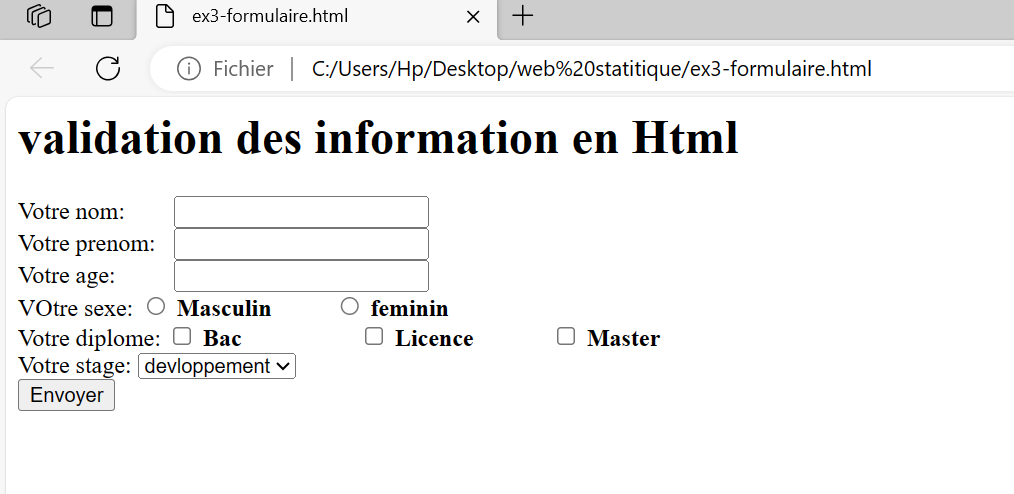 ex3-formulaire.html
Fichier C:/Users/Hp/Desktop/web%20statitique/ex3-formulaire.html
validation des information en Html
Votre nom:
Votre prenom:
Votre age:
VOtre sexe: Masculin feminin
Votre diplome: Bac Licence Master
Votre stage: devloppement
Envoyer